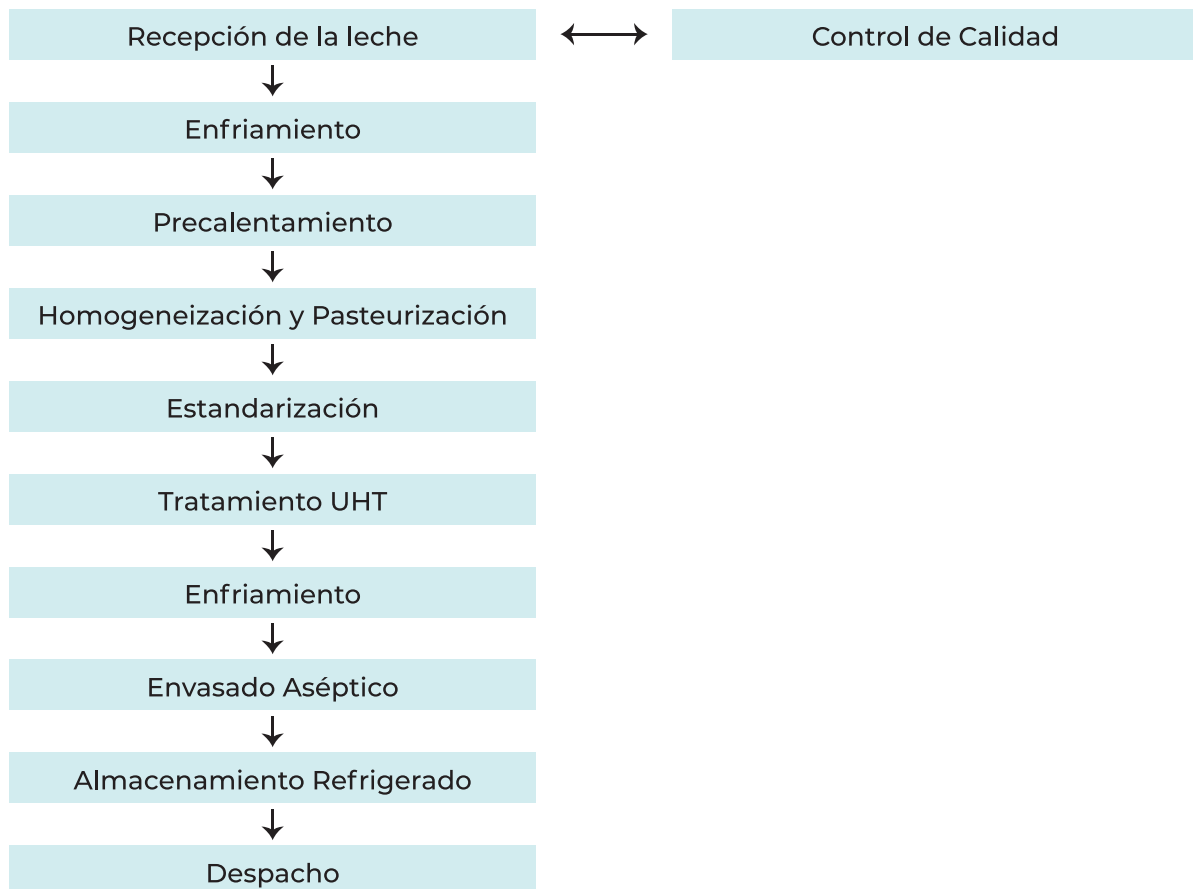 Recepción de la leche
Control de Calidad
Enfriamiento
Precalentamiento
Homogeneización y Pasteurización
Estandarización
Tratamiento UHT
Enfriamiento
Envasado Aséptico
Almacenamiento Refrigerado
Despacho